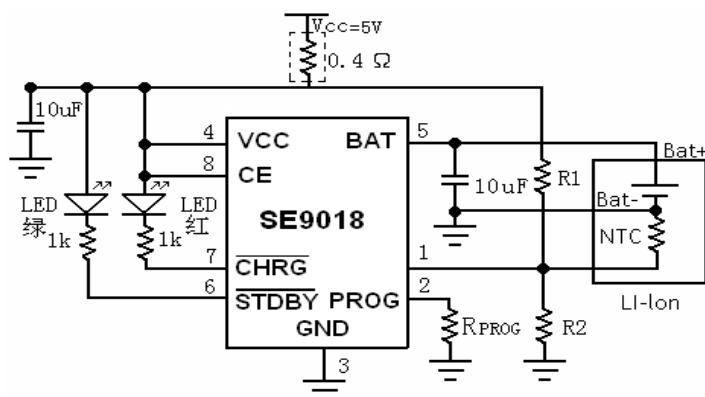 Vcc=5V
0.4 Ω
10uF
4
VCC
BAT
5
8
CE
Bat+
R1
10uF
Bat-
LED
绿
1k
LED
红
1k
SE9018
NTC
7
CHRG
1
6
STDBY
PROG
2
LI-Ion
GND
RPROG
R2
3